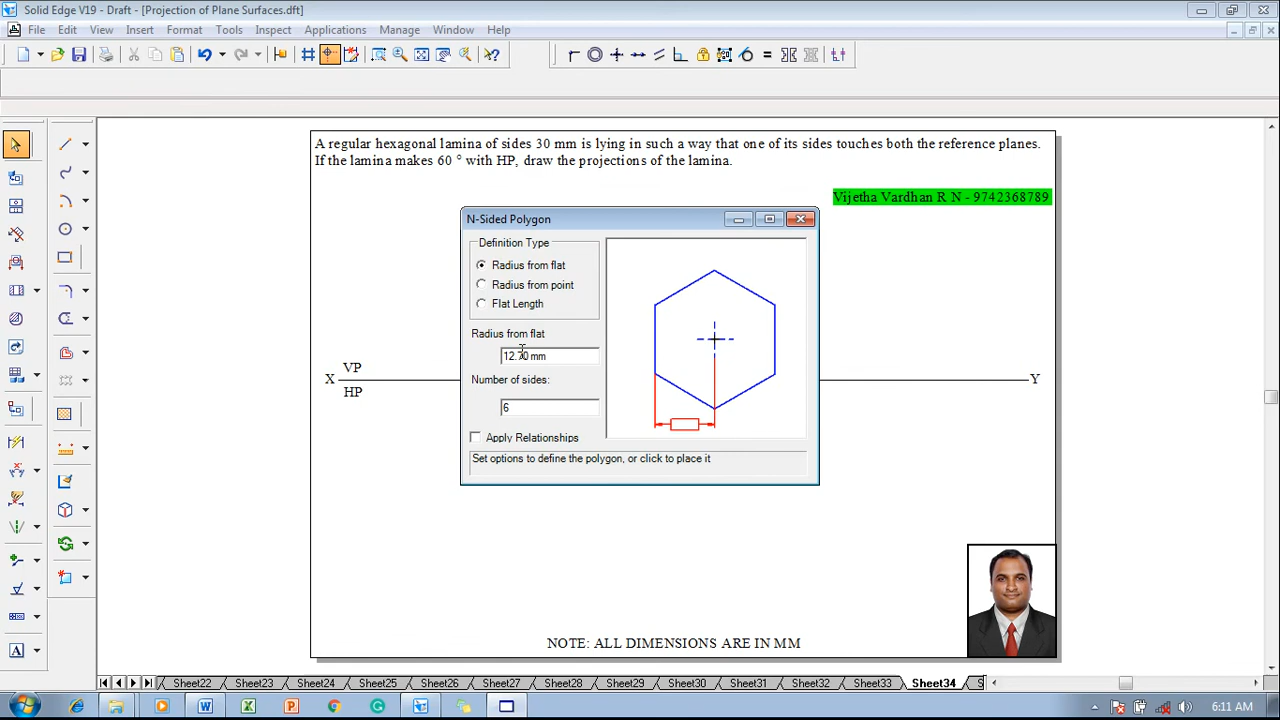 Solid Edge V19 - Draft - [Projection of Plane Surfaces.dft]
File Edit View Insert Format Tools Inspect Applications Manage Window Help
A regular hexagonal lamina of sides 30 mm is lying in such a way that one of its sides touches both the reference planes.
If the lamina makes 60 ° with HP, draw the projections of the lamina.
Vijetha Vardhan R N - 9742368789
N-Sided Polygon
Definition Type
Radius from flat
Radius from point
Flat Length
Radius from flat
12.70 mm
Number of sides:
6
Apply Relationships
Set options to define the polygon, or click to place it
VP
X
Y
HP
NOTE: ALL DIMENSIONS ARE IN MM
Sheet22 Sheet23 Sheet24 Sheet25 Sheet26 Sheet27 Sheet28 Sheet29 Sheet30 Sheet31 Sheet32 Sheet33 Sheet34 S
6:11 AM